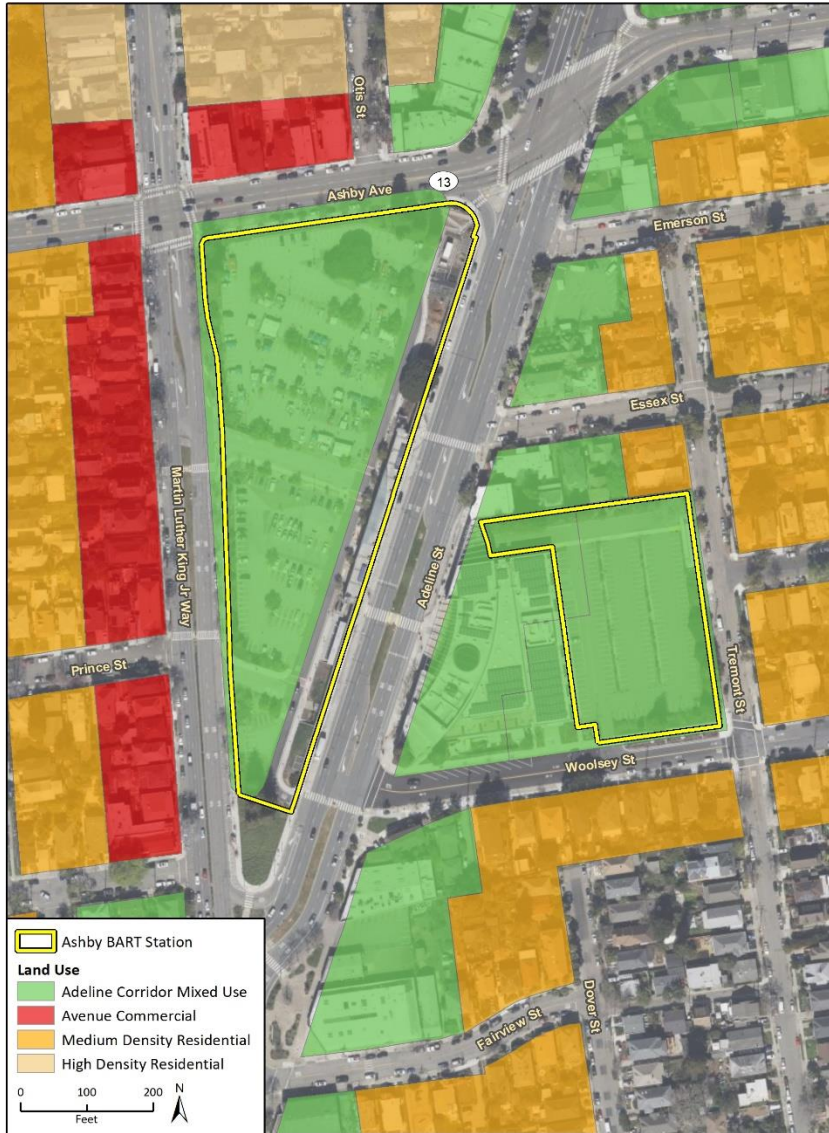 Otis St
Ashby Ave
13
Emerson St
Essex St
Martin Luther King Jr Way
Adeline St
Prince St
Tremont St
Woolsey St
Dover St
Fairview St
Ashby BART Station
Land Use
Adeline Corridor Mixed Use
Avenue Commercial
Medium Density Residential
High Density Residential
0 100 200 N
Feet